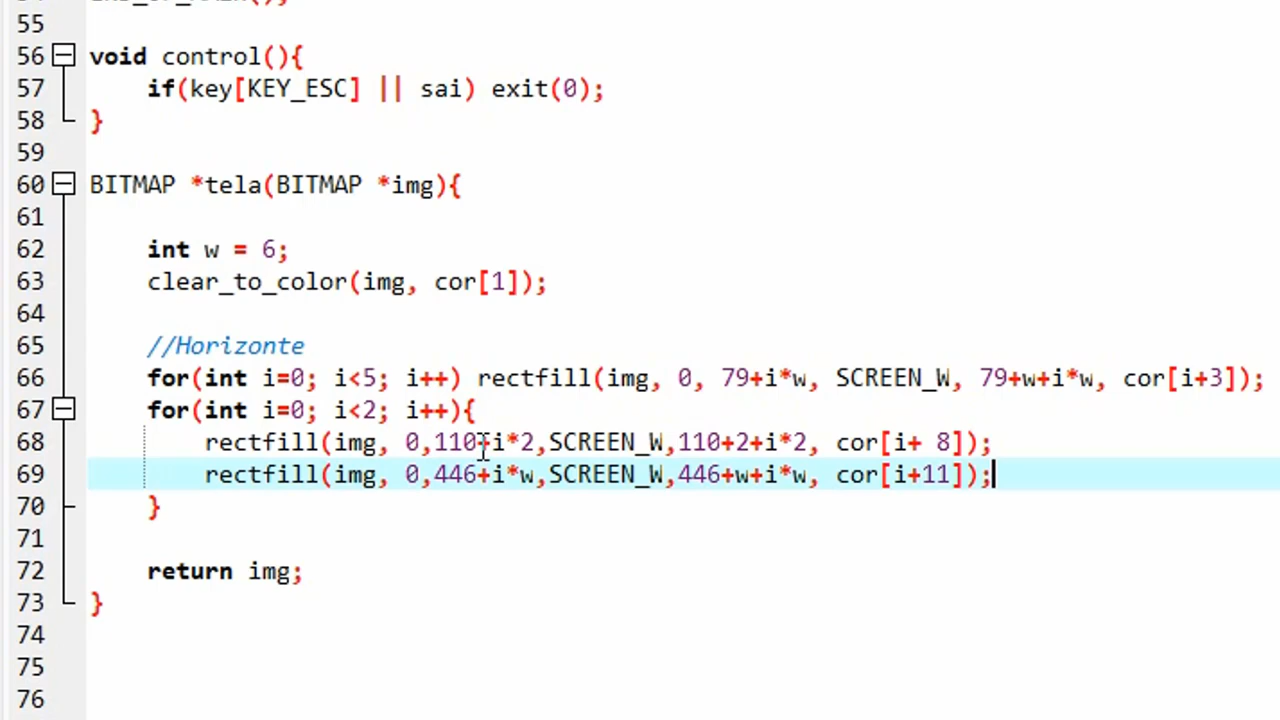 55
56 void control(){
57 if(key[KEY_ESC] || sai) exit(0);
58 }
59
60 BITMAP *tela(BITMAP *img){
61
62 int w = 6;
63 clear_to_color(img, cor[1]);
64
65 //Horizonte
66 for(int i=0; i<5; i++) rectfill(img, 0, 79+i*w, SCREEN_W, 79+w+i*w, cor[i+3]);
67 for(int i=0; i<2; i++){
68 rectfill(img, 0,110+i*2,SCREEN_W,110+2+i*2, cor[i+ 8]);
69 rectfill(img, 0,446+i*w,SCREEN_W,446+w+i*w, cor[i+11]);
70 }
71
72 return img;
73 }
74
75
76